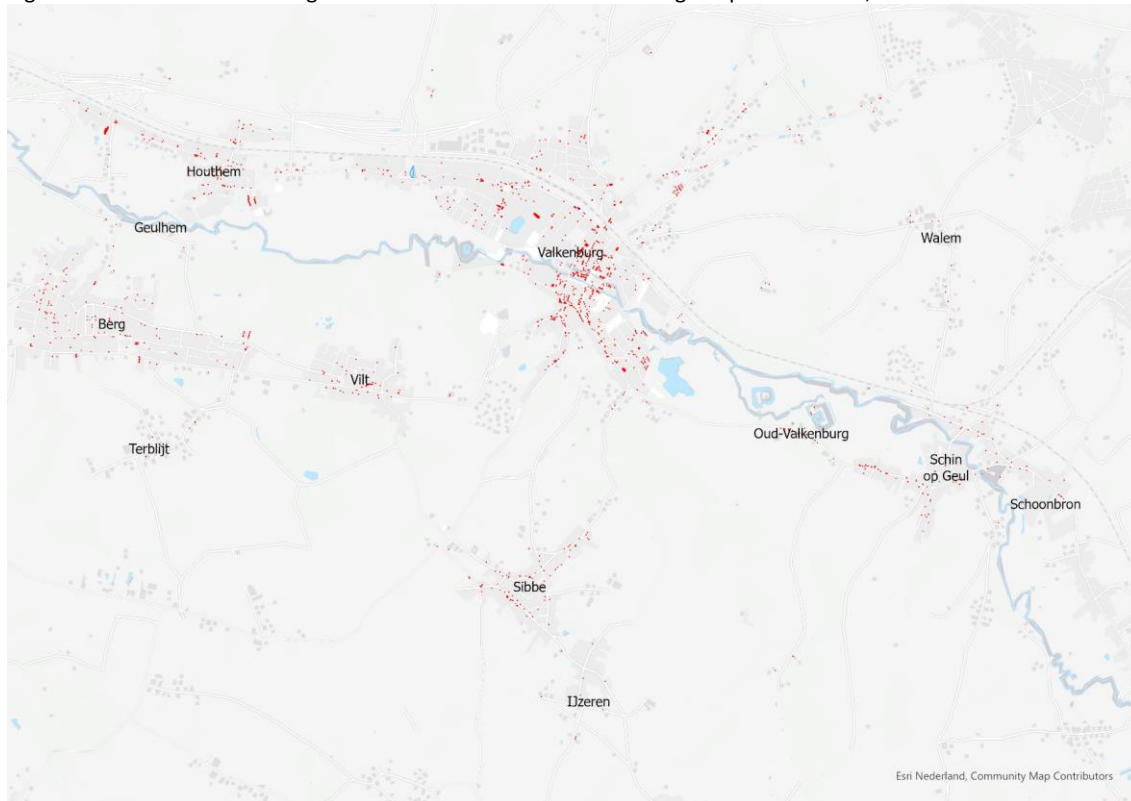 Houthem
Geulhem
Valkenburg
Walem
Berg
Vilt
Terblijt
Oud-Valkenburg
Schin
op Geul
Schoonbron
Sibbe
IJzeren
Esri Nederland, Community Map Contributors